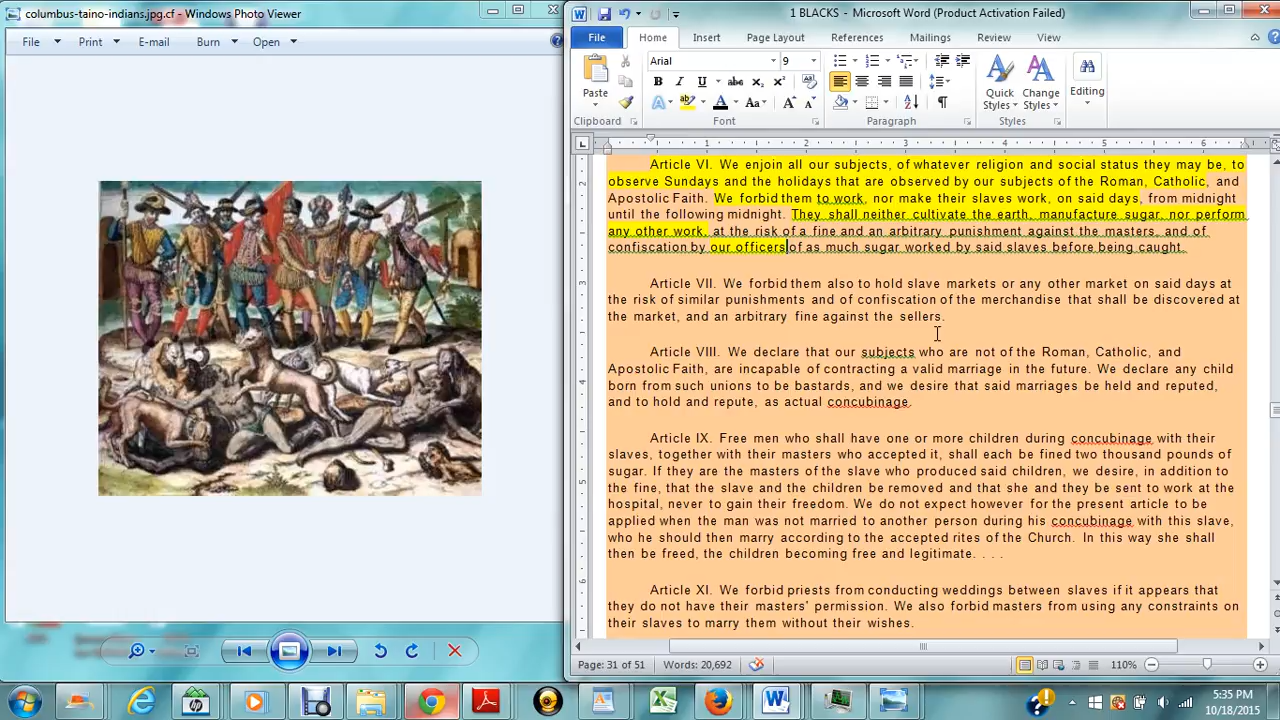 columbus-taino-indians.jpg.cf - Windows Photo Viewer
File Print E-mail Burn Open
1 BLACKS - Microsoft Word (Product Activation Failed)
File Home Insert Page Layout References Mailings Review View
Arial 9
Paste
Quick Styles Change Styles Editing
Clipboard Font Paragraph Styles
1 2 3 4 5 6
Article VI. We enjoin all our subjects, of whatever religion and social status they may be, to
observe Sundays and the holidays that are observed by our subjects of the Roman, Catholic, and
Apostolic Faith. We forbid them to work, nor make their slaves work, on said days, from midnight
until the following midnight. They shall neither cultivate the earth, manufacture sugar, nor perform
any other work, at the risk of a fine and an arbitrary punishment against the masters, and of
confiscation by our officers of as much sugar worked by said slaves before being caught.
Article VII. We forbid them also to hold slave markets or any other market on said days at
the risk of similar punishments and of confiscation of the merchandise that shall be discovered at
the market, and an arbitrary fine against the sellers.
Article VIII. We declare that our subjects who are not of the Roman, Catholic, and
Apostolic Faith, are incapable of contracting a valid marriage in the future. We declare any child
born from such unions to be bastards, and we desire that said marriages be held and reputed,
and to hold and repute, as actual concubinage.
Article IX. Free men who shall have one or more children during concubinage with their
slaves, together with their masters who accepted it, shall each be fined two thousand pounds of
sugar. If they are the masters of the slave who produced said children, we desire, in addition to
the fine, that the slave and the children be removed and that she and they be sent to work at the
hospital, never to gain their freedom. We do not expect however for the present article to be
applied when the man was not married to another person during his concubinage with this slave,
who he should then marry according to the accepted rites of the Church. In this way she shall
then be freed, the children becoming free and legitimate. . . .
Article XI. We forbid priests from conducting weddings between slaves if it appears that
they do not have their masters' permission. We also forbid masters from using any constraints on
their slaves to marry them without their wishes.
Page: 31 of 51 Words: 20,692 110%
5:35 PM
10/18/2015